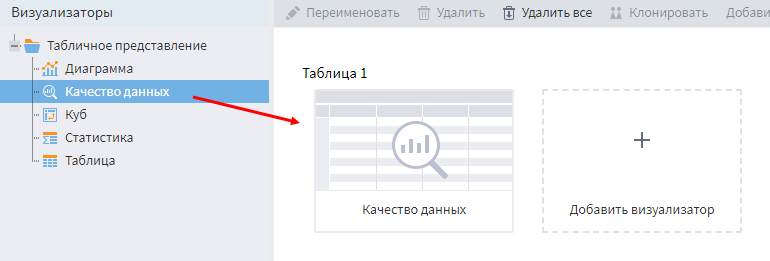 Визуализаторы
Переименовать Удалить Удалить все Клонировать Добави
Табличное представление
Диаграмма
Качество данных
Куб
Статистика
Таблица
Таблица 1
Качество данных
Добавить визуализатор